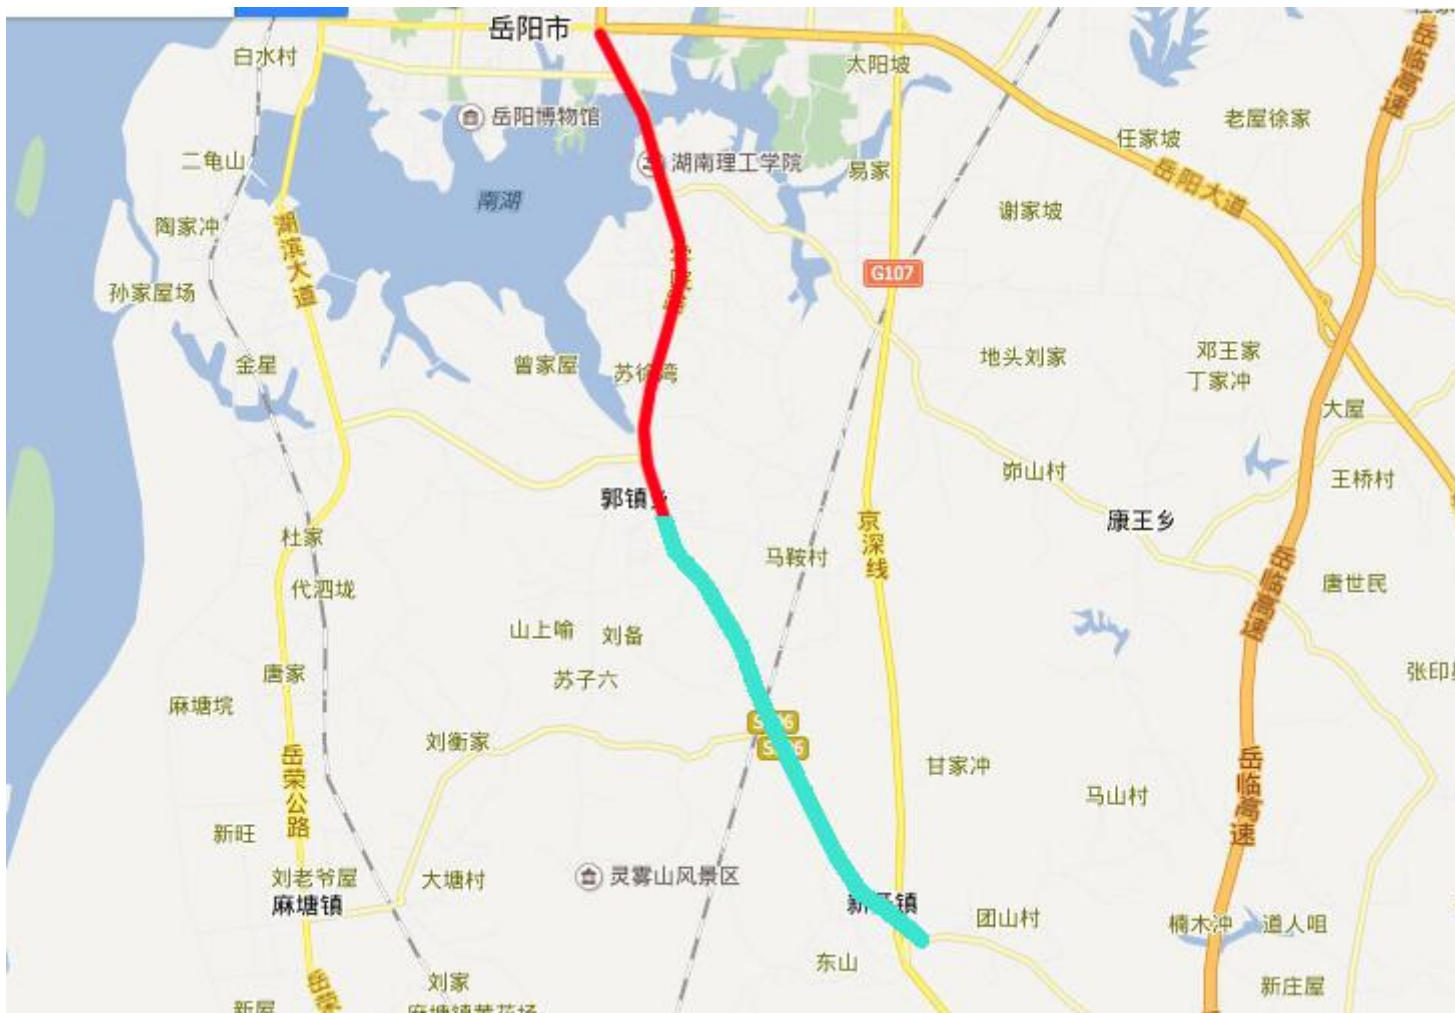 岳阳市
白水村
太阳坡
岳临高速
岳阳博物馆
老屋徐家
任家坡
二龟山
湖南理工学院
易家
岳阳大道
南湖
谢家坡
陶家冲
湖滨大道
G107
孙家屋场
金星
曾家屋
地头刘家
邓王家
丁家冲
大屋
郭镇
峁山村
王桥村
康王乡
京深线
杜家
马鞍村
岳临高速
唐世民
代泗垅
山上喻
刘备
唐家
苏子六
张印
麻塘垸
刘衡家
岳荣公路
甘家冲
岳临高速
马山村
新旺
刘老爷屋
大塘村
灵雾山风景区
麻塘镇
团山村
楠木冲
道人咀
东山
刘家
新庄屋